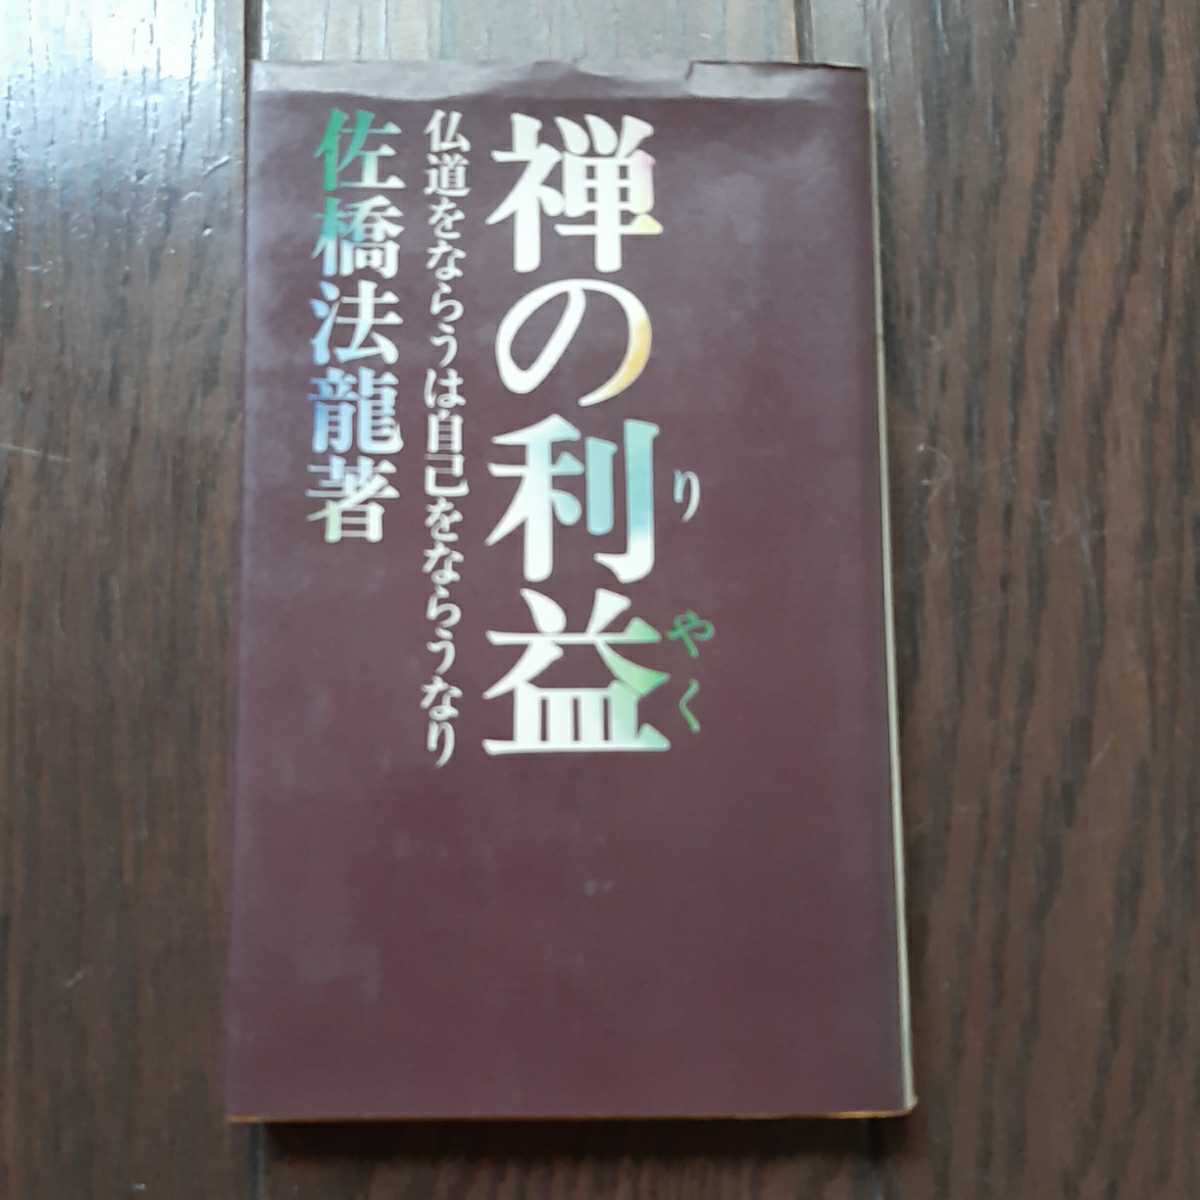 禅の利益
りやく
仏道をならうは自己をならうなり
佐橋法龍著